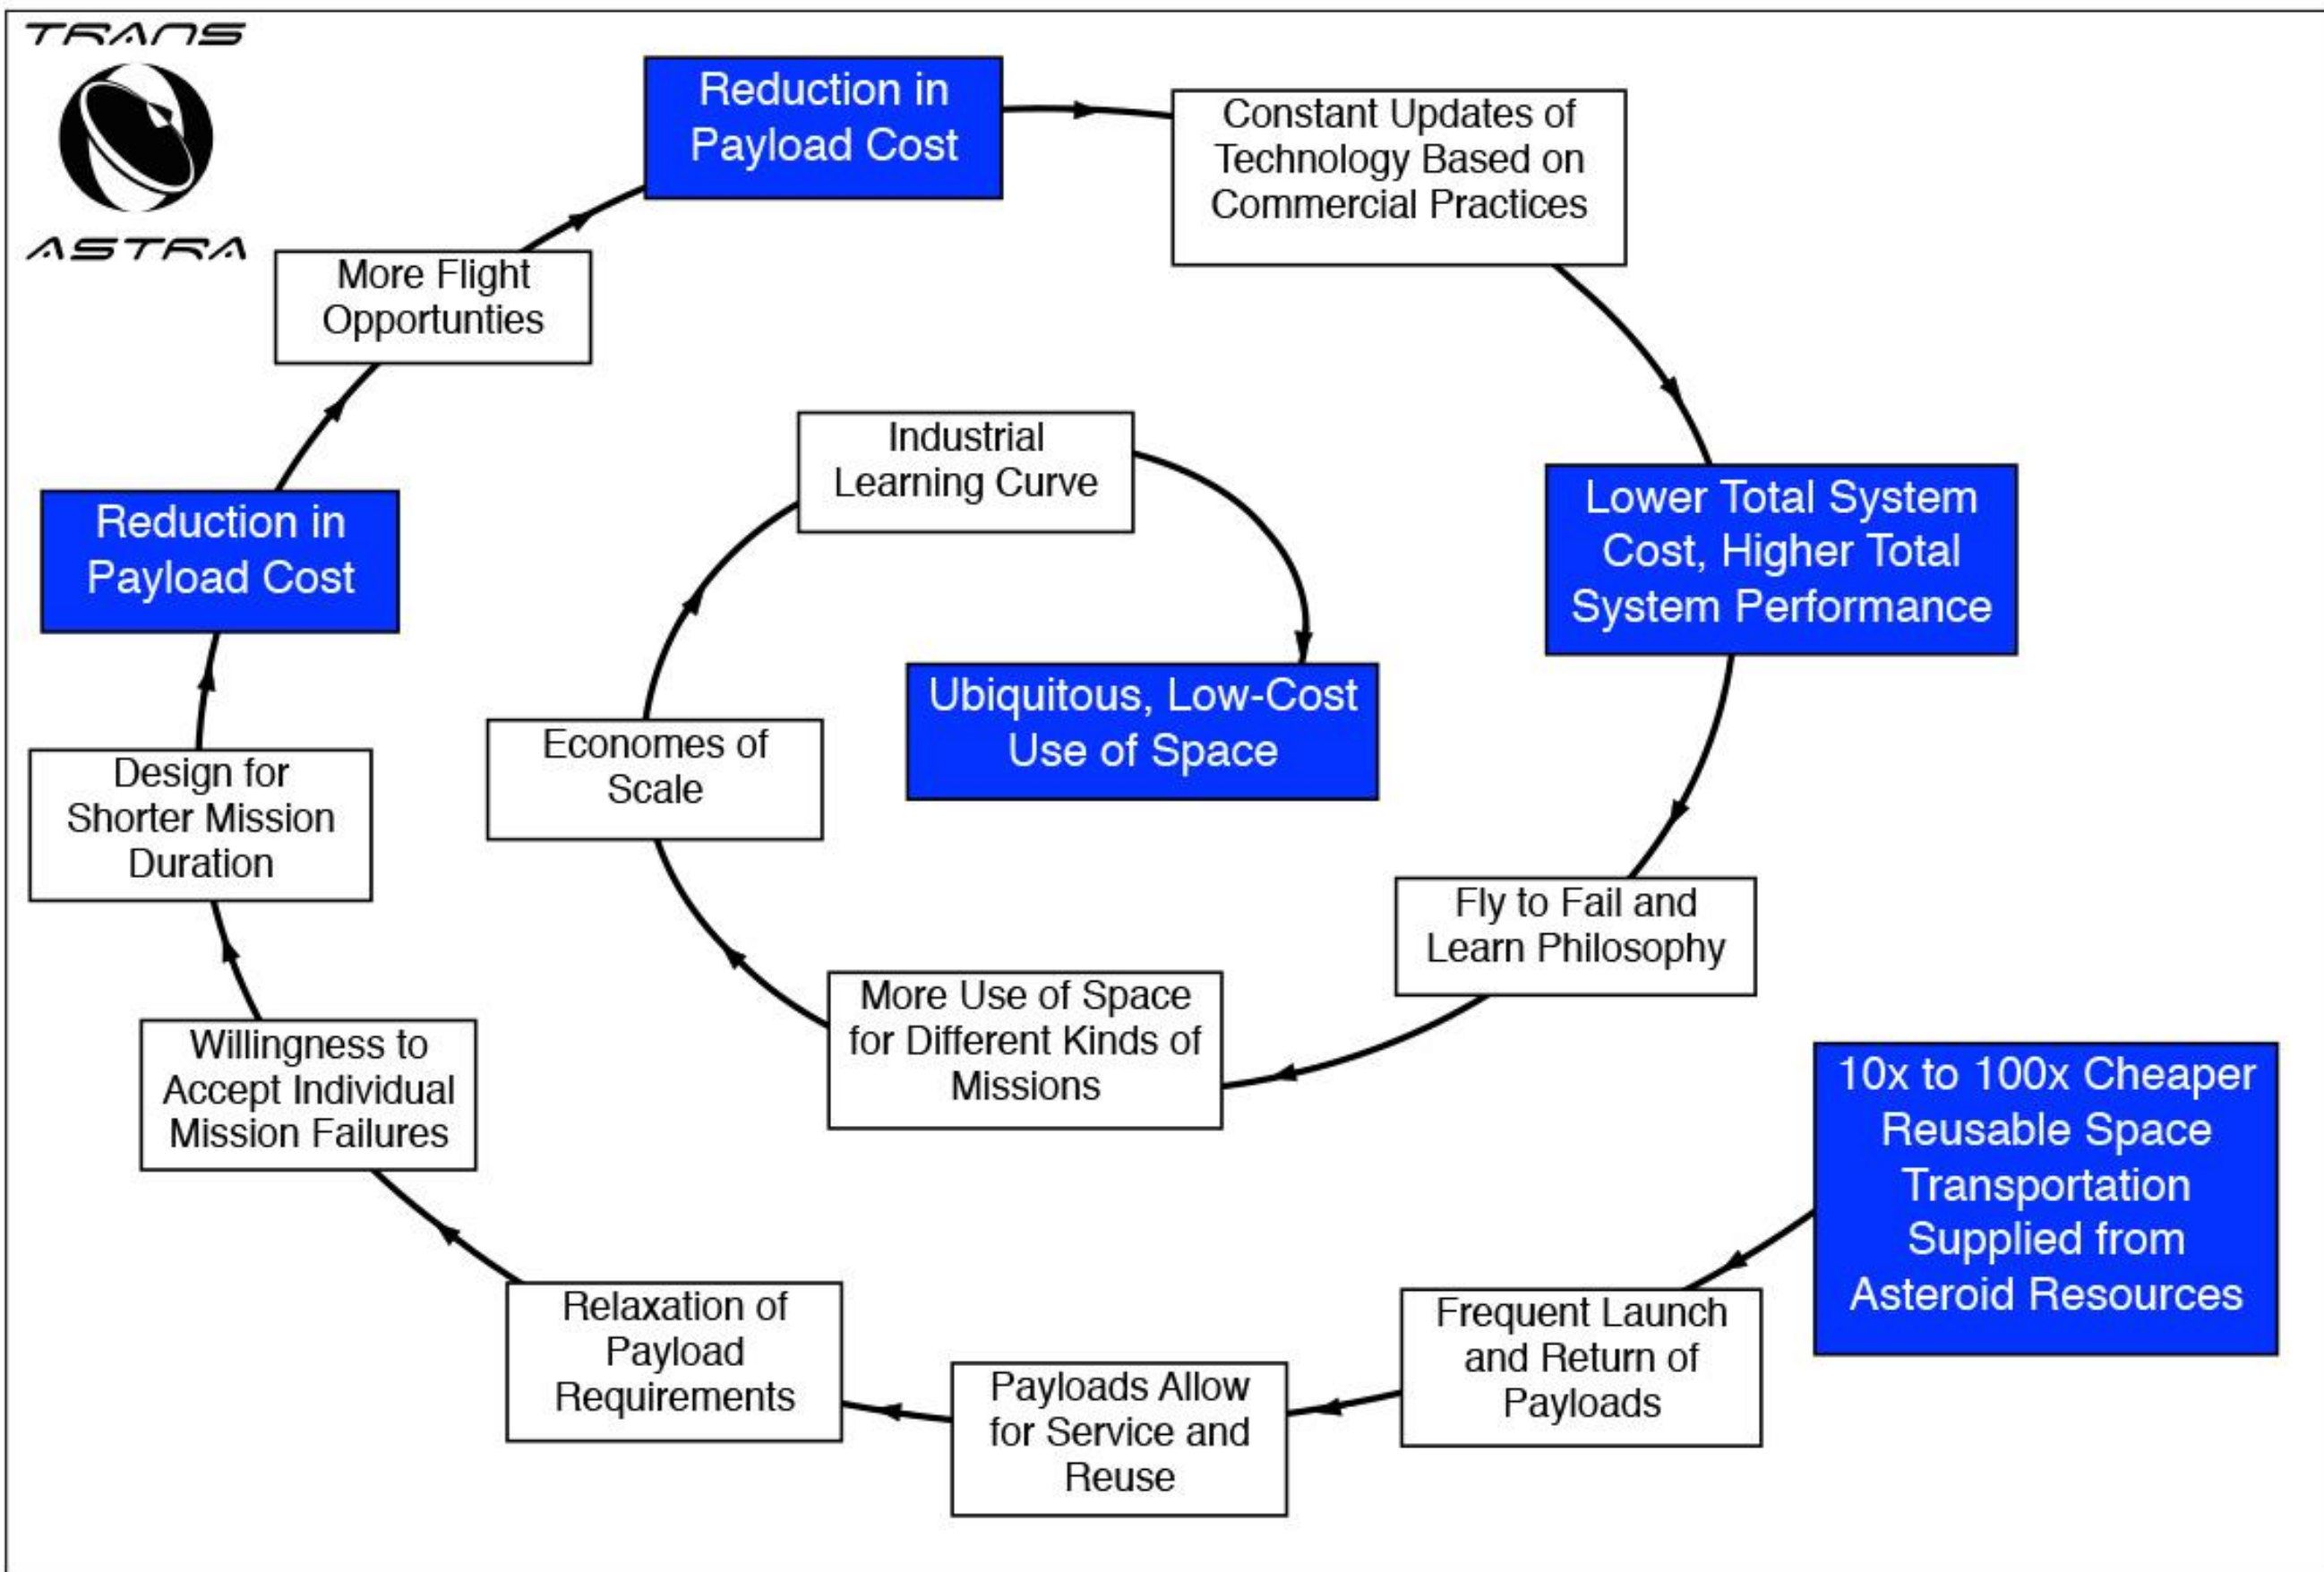 TRANS
ASTRA
Reduction in
Payload Cost
Constant Updates of
Technology Based on
Commercial Practices
More Flight
Opportunties
Industrial
Learning Curve
Lower Total System
Cost, Higher Total
System Performance
Reduction in
Payload Cost
Ubiquitous, Low-Cost
Use of Space
Economes of
Scale
Design for
Shorter Mission
Duration
Fly to Fail and
Learn Philosophy
More Use of Space
for Different Kinds of
Missions
Willingness to
Accept Individual
Mission Failures
10x to 100x Cheaper
Reusable Space
Transportation
Supplied from
Asteroid Resources
Relaxation of
Payload
Requirements
Frequent Launch
and Return of
Payloads
Payloads Allow
for Service and
Reuse